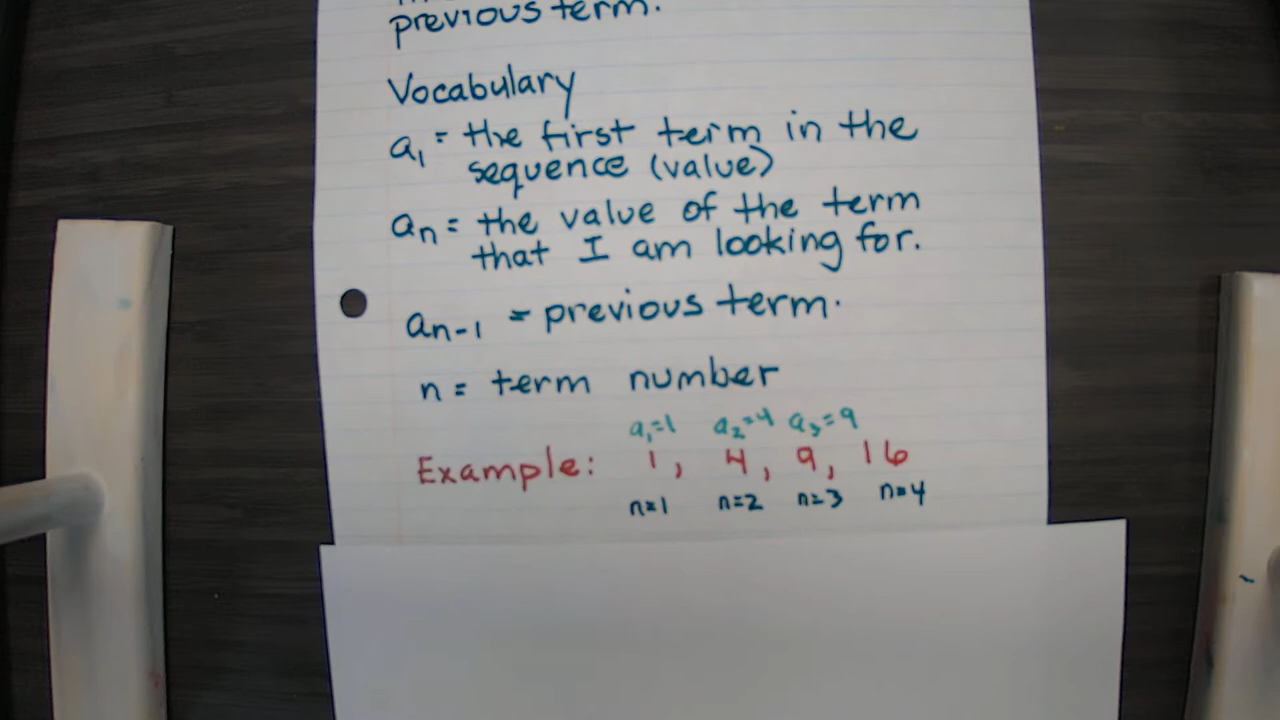 previous term.
Vocabulary
a₁ = the first term in the
sequence (value)
aₙ = the value of the term
that I am looking for.
aₙ₋₁ = previous term.
n = term number
a₁=1 a₂=4 a₃=9
Example: 1, 4, 9, 16
n=1 n=2 n=3 n=4